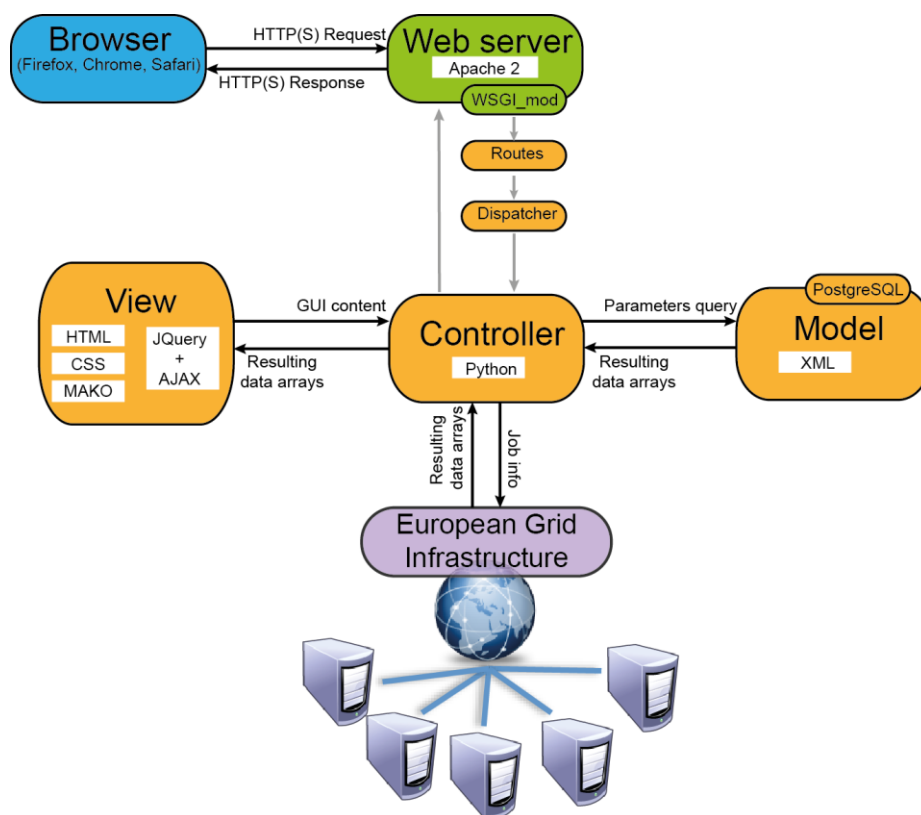 Browser
(Firefox, Chrome, Safari)
HTTP(S) Request
HTTP(S) Response
Web server
Apache 2
WSGI_mod
Routes
Dispatcher
View
HTML
CSS
MAKO
JQuery
+
AJAX
GUI content
Resulting
data arrays
Controller
Python
Parameters query
Resulting
data arrays
PostgreSQL
Model
XML
Resulting
data arrays
Job info
European Grid
Infrastructure